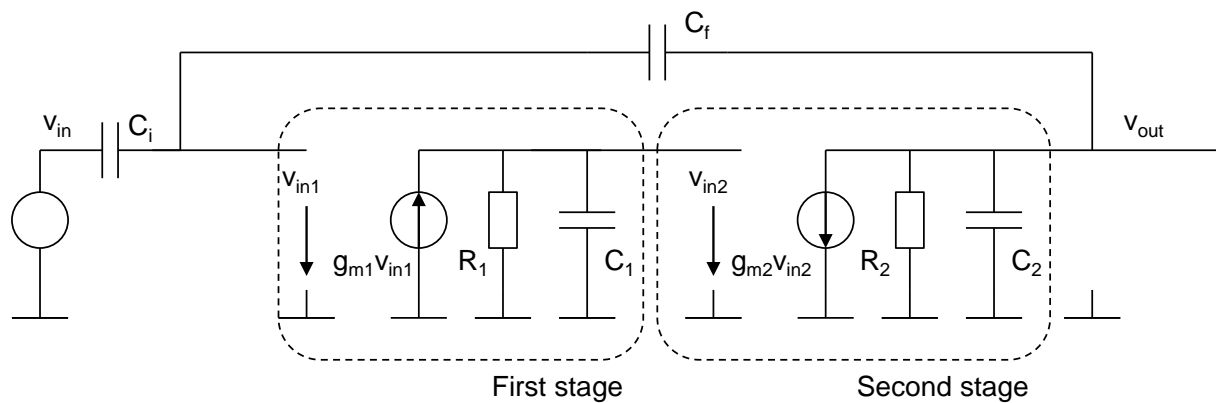 C_f
v_in
C_i
v_out
v_in1
v_in2
g_m1v_in1
R_1
C_1
g_m2v_in2
R_2
C_2
First stage
Second stage